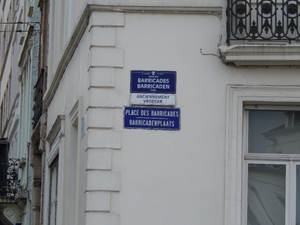 BARRICADES
BARRICADEN
ANCIENNEMENT
VROEGER
PLACE DES BARRICADES
BARRICADENPLAATS